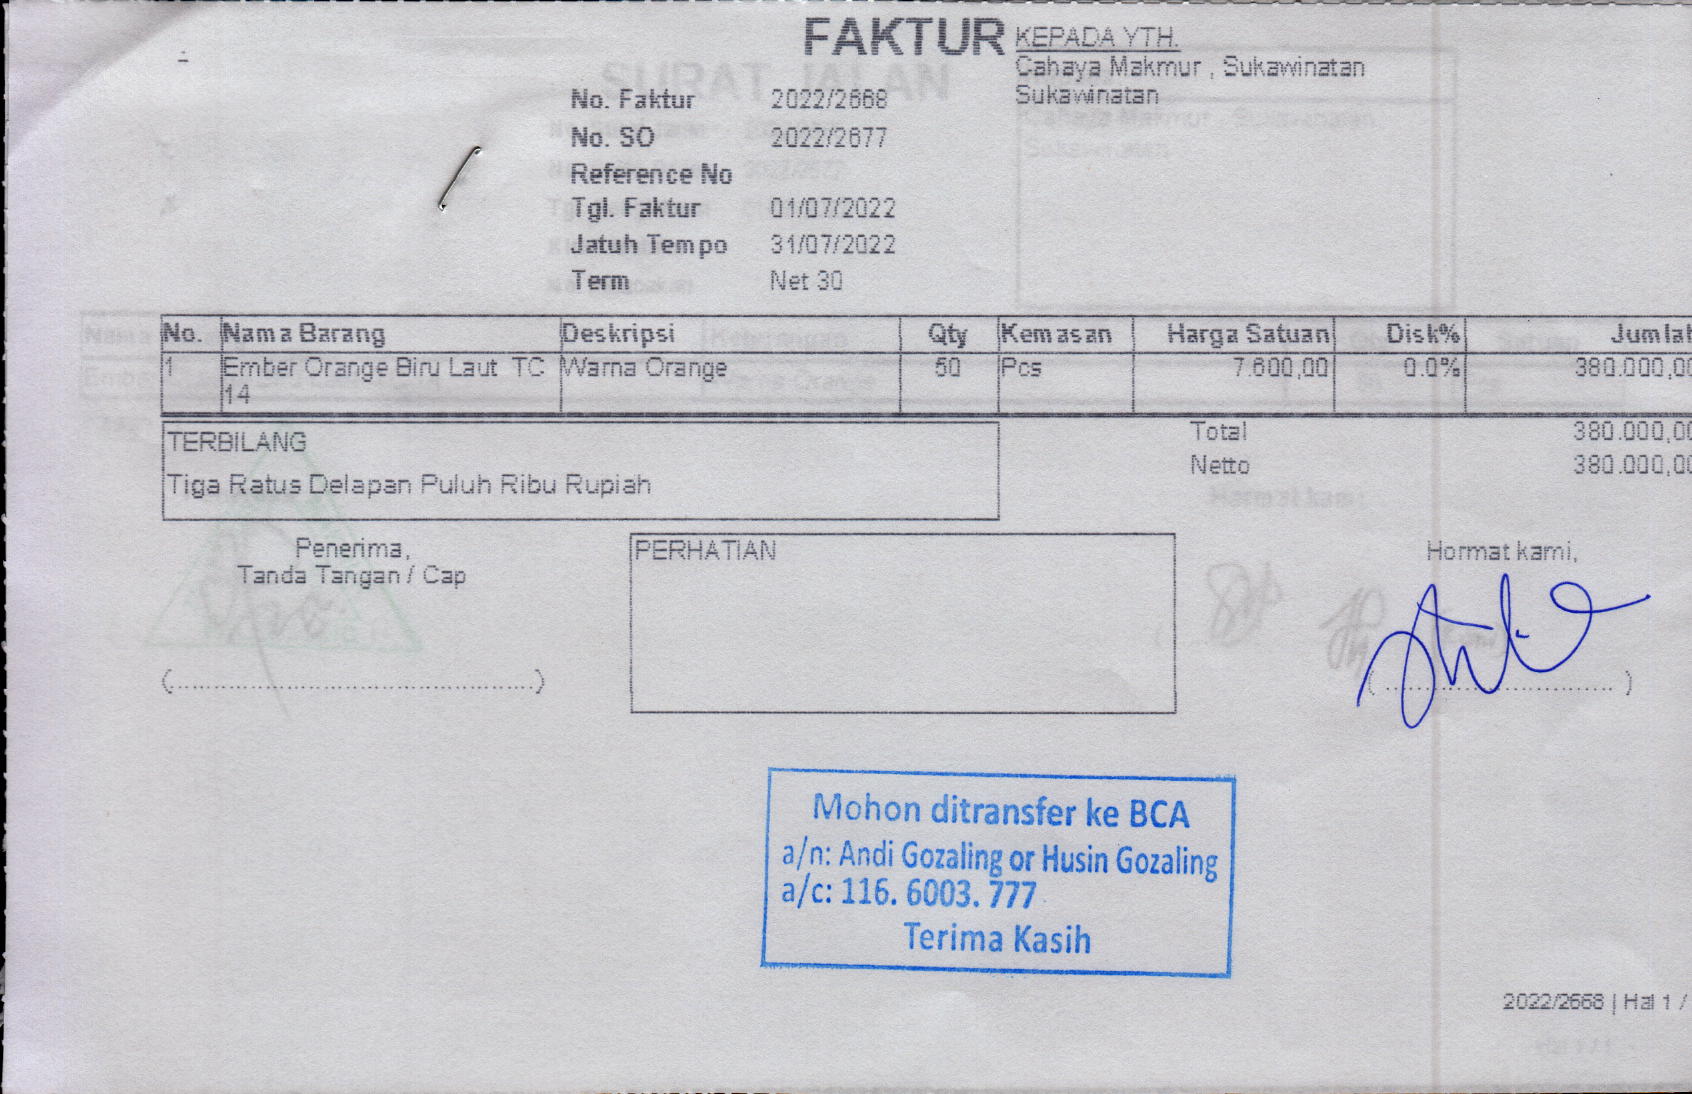 FAKTUR
KEPADA YTH.
Cahaya Makmur , Sukawinatan
Sukawinatan
No. Faktur 2022/2668
No. SO 2022/2677
Reference No
Tgl. Faktur 01/07/2022
Jatuh Tempo 31/07/2022
Term Net 30
No. Nama Barang Deskripsi Qty Kemasan Harga Satuan Disk% Jumlah
1 Ember Orange Biru Laut TC Warna Orange 50 Pcs 7.600,00 0.0% 380.000,00
14
TERBILANG
Tiga Ratus Delapan Puluh Ribu Rupiah
Total 380.000,00
Netto 380.000,00
Penerima,
Tanda Tangan / Cap
(................................................)
PERHATIAN
Hormat kami,
( ................................ )
Mohon ditransfer ke BCA
a/n: Andi Gozaling or Husin Gozaling
a/c: 116. 6003. 777
Terima Kasih
2022/2668 | Hal 1 /